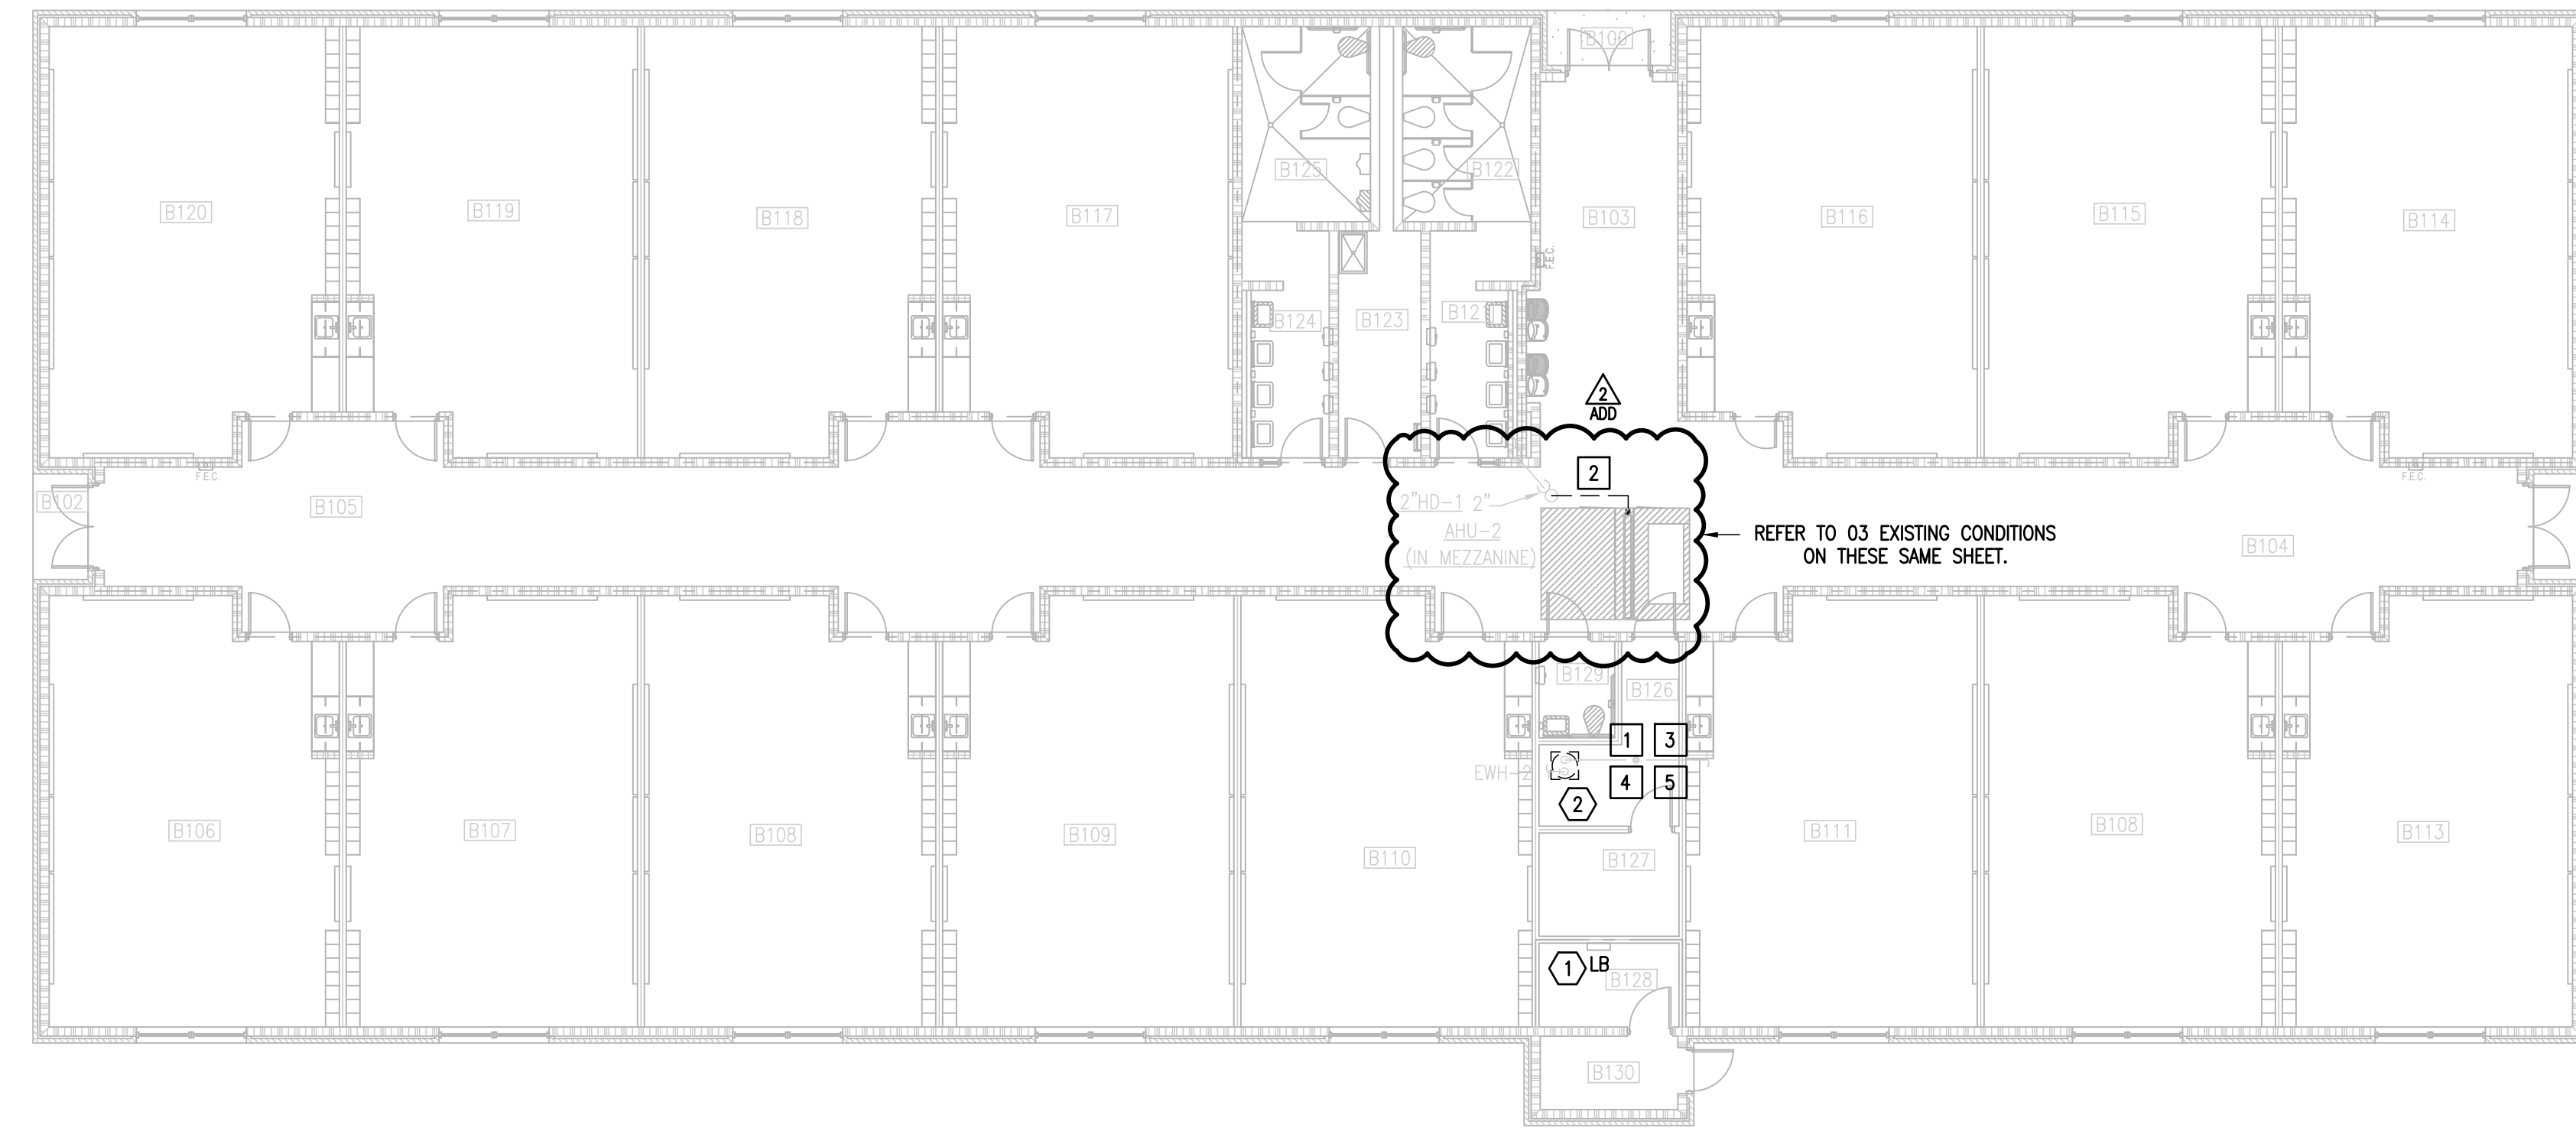 B100
B125
B122
B120
B119
B118
B117
B103
B116
B115
B114
F.E.C.
B124
B123
B121
2
ADD
F.E.C.
F.E.C.
B102
B105
2
2"HD-1 2"
AHU-2
(IN MEZZANINE)
REFER TO 03 EXISTING CONDITIONS
ON THESE SAME SHEET.
B104
B129
B126
1
3
EWH-2
4
5
2
B106
B107
B108
B109
B110
B127
B111
B108
B113
1
LB
B128
B130